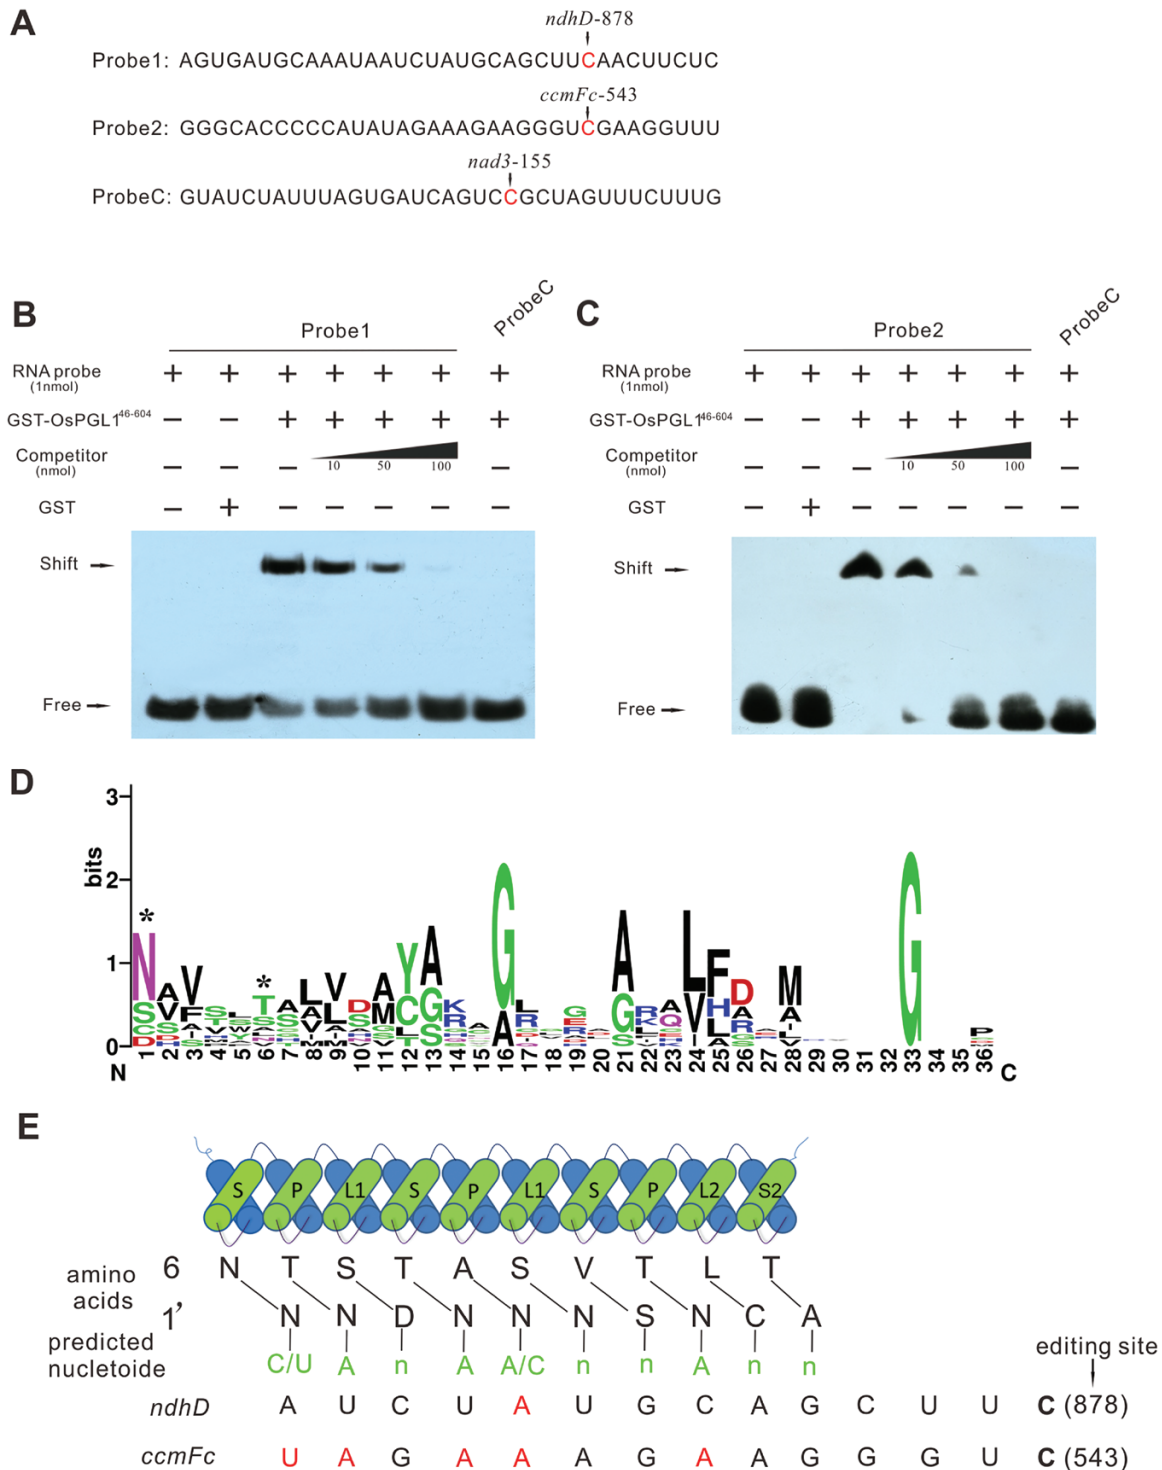 A
ndhD-878
Probe1: AGUGAUGCAAAUAAUCUAUGCAGCUUCAACUUCUC
ccmFc-543
Probe2: GGGCACCCCCAUAUAGAAAGAAGGGUCGAAGGUUU
nad3-155
ProbeC: GUAUCUAUUUAGUGAUCAGUCCGCUAGUUUCUUUG
B
Probe1
ProbeC
RNA probe + + + + + + +
(1nmol)
GST-OsPGL1 46-604 − − + + + + +
Competitor − − − 10 50 100 −
(nmol)
GST − + − − − − −
Shift
Free
C
Probe2
ProbeC
RNA probe + + + + + + +
(1nmol)
GST-OsPGL1 46-604 − − + + + + +
Competitor − − − 10 50 100 −
(nmol)
GST − + − − − − −
Shift
Free
D
bits
3
2
1
0
* *
1 2 3 4 5 6 7 8 9 10 11 12 13 14 15 16 17 18 19 20 21 22 23 24 25 26 27 28 29 30 31 32 33 34 35 36
N C
E
S P L1 S P L1 S P L2 S2
amino acids
6 N T S T A S V T L T
1’ N N D N N N S N C A
predicted nucletoide
C/U A n A A/C n n A n n
editing site
ndhD A U C U A U G C A G C U U C (878)
ccmFc U A G A A A G A A G G G U C (543)